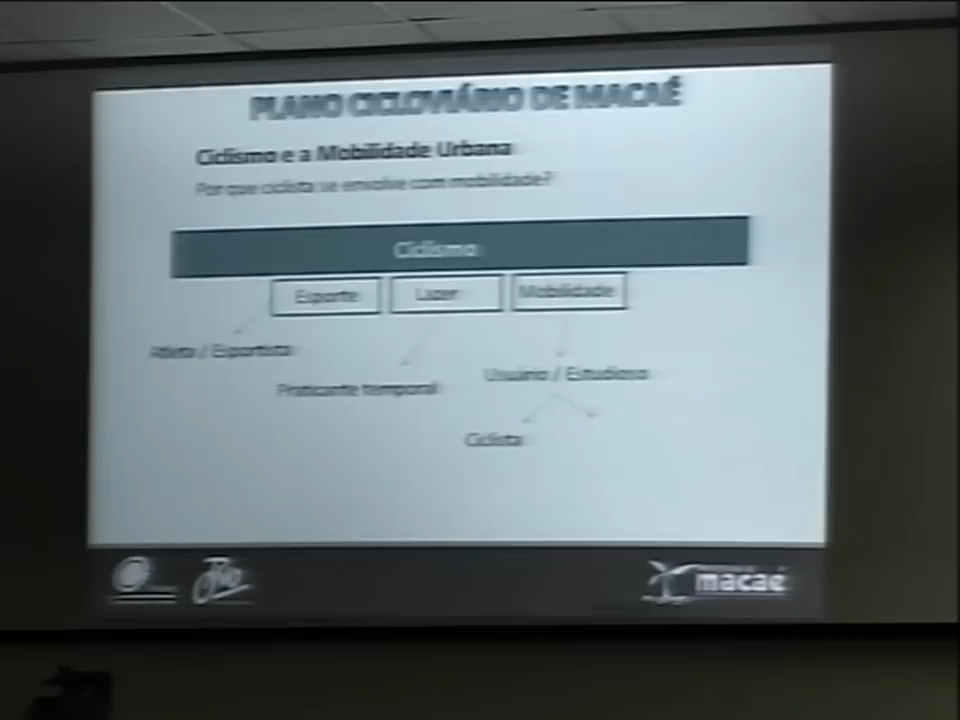 PLANO CICLOVIÁRIO DE MACAÉ
Ciclismo e a Mobilidade Urbana
Por que ciclista se envolve com mobilidade?
Ciclismo
Esporte
Lazer
Mobilidade
Atleta / Esportista
Praticante temporal
Usuário / Estudioso
Ciclista
macaé